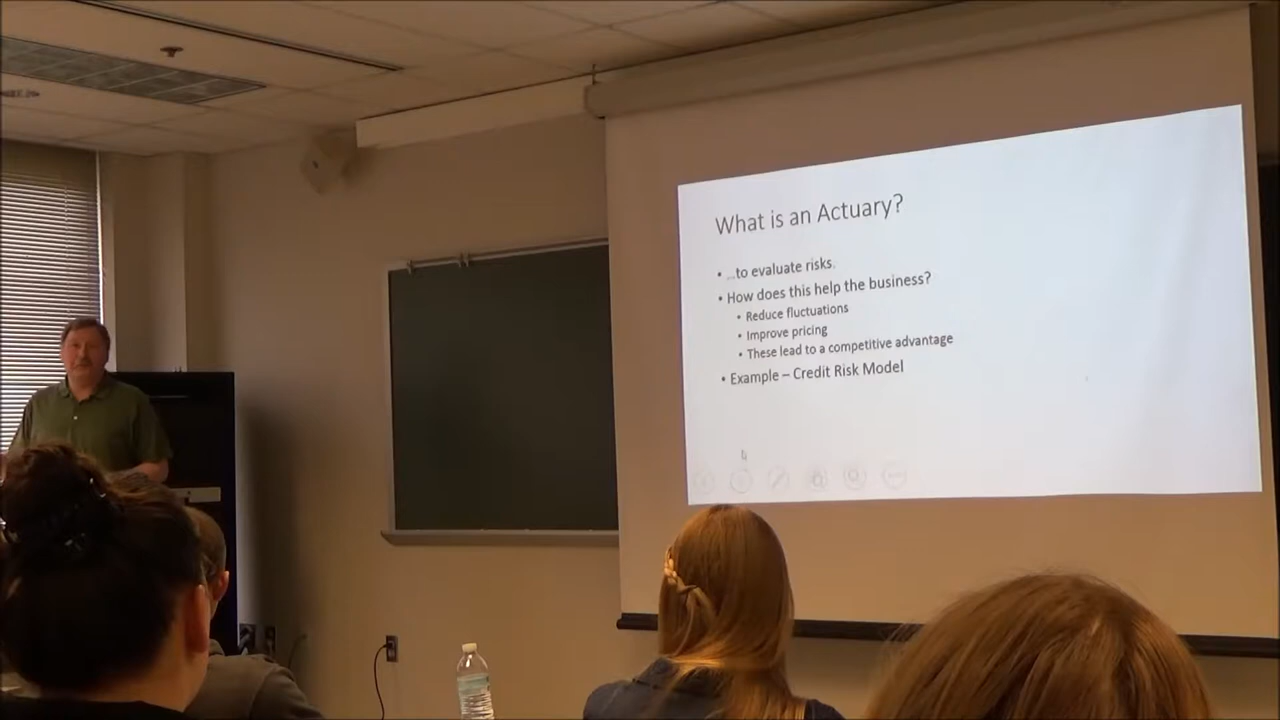 What is an Actuary?
• ...to evaluate risks.
• How does this help the business?
• Reduce fluctuations
• Improve pricing
• These lead to a competitive advantage
• Example – Credit Risk Model